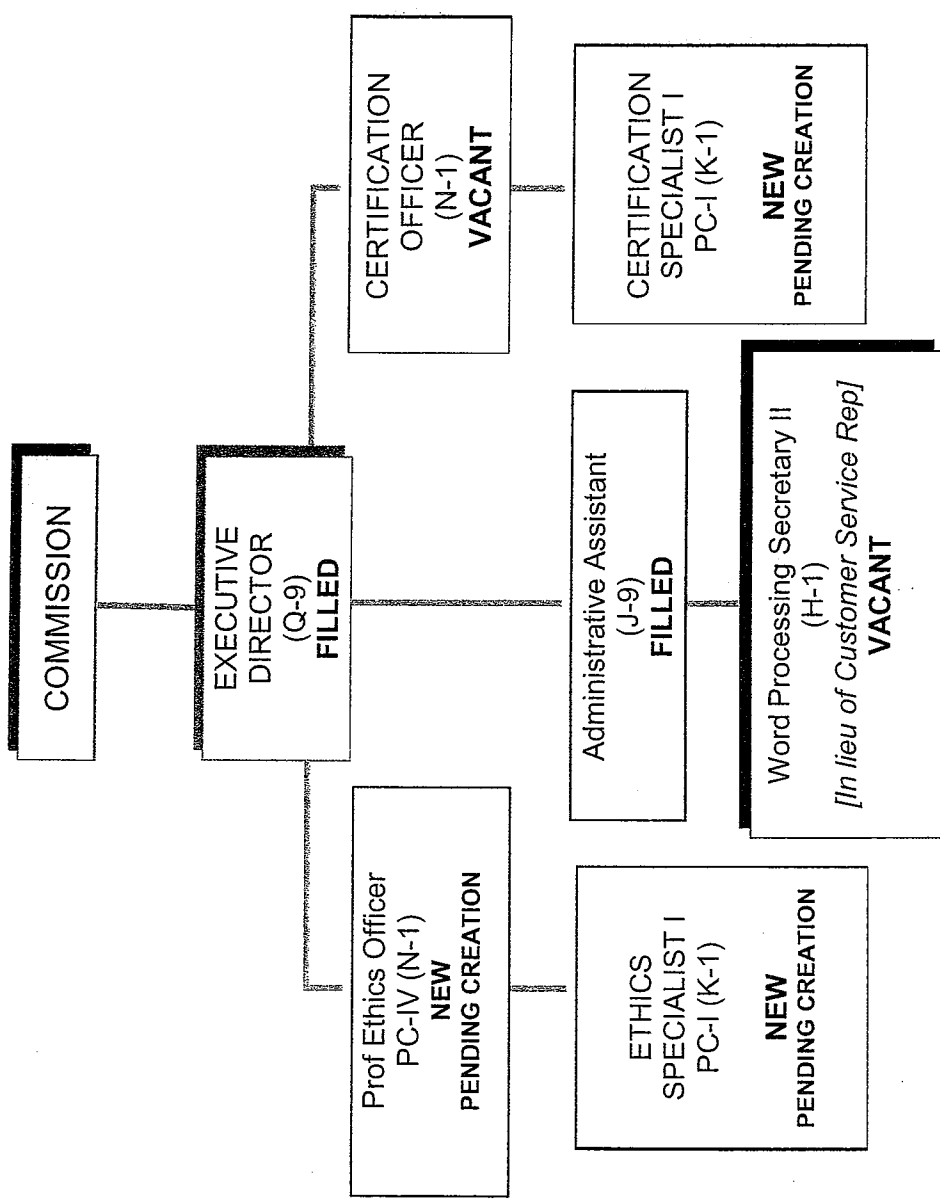 COMMISSION
EXECUTIVE
DIRECTOR
(Q-9)
FILLED
Prof Ethics Officer
PC-IV (N-1)
NEW
PENDING CREATION
ETHICS
SPECIALIST I
PC-I (K-1)
NEW
PENDING CREATION
Administrative Assistant
(J-9)
FILLED
Word Processing Secretary II
(H-1)
[In lieu of Customer Service Rep]
VACANT
CERTIFICATION
OFFICER
(N-1)
VACANT
CERTIFICATION
SPECIALIST I
PC-I (K-1)
NEW
PENDING CREATION